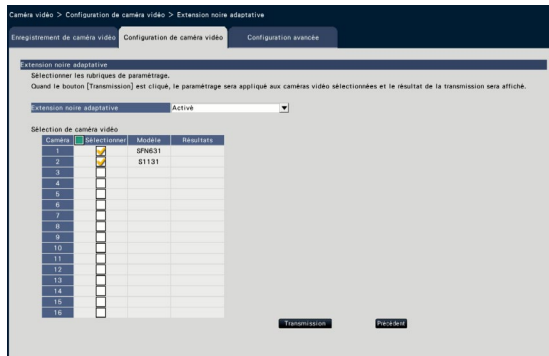 Caméra vidéo > Configuration de caméra vidéo > Extension noire adaptative
Enregistrement de caméra vidéo Configuration de caméra vidéo Configuration avancée
Extension noire adaptative
Sélectionner les rubriques de paramétrage.
Quand le bouton [Transmission] est cliqué, le paramétrage sera appliqué aux caméras vidéo sélectionnées et le résultat de la transmission sera affiché.
Extension noire adaptative Activé
Sélection de caméra vidéo
Caméra Sélectionner Modèle Résultats
1 SFN631
2 S1131
3
4
5
6
7
8
9
10
11
12
13
14
15
16
Transmission Précédent